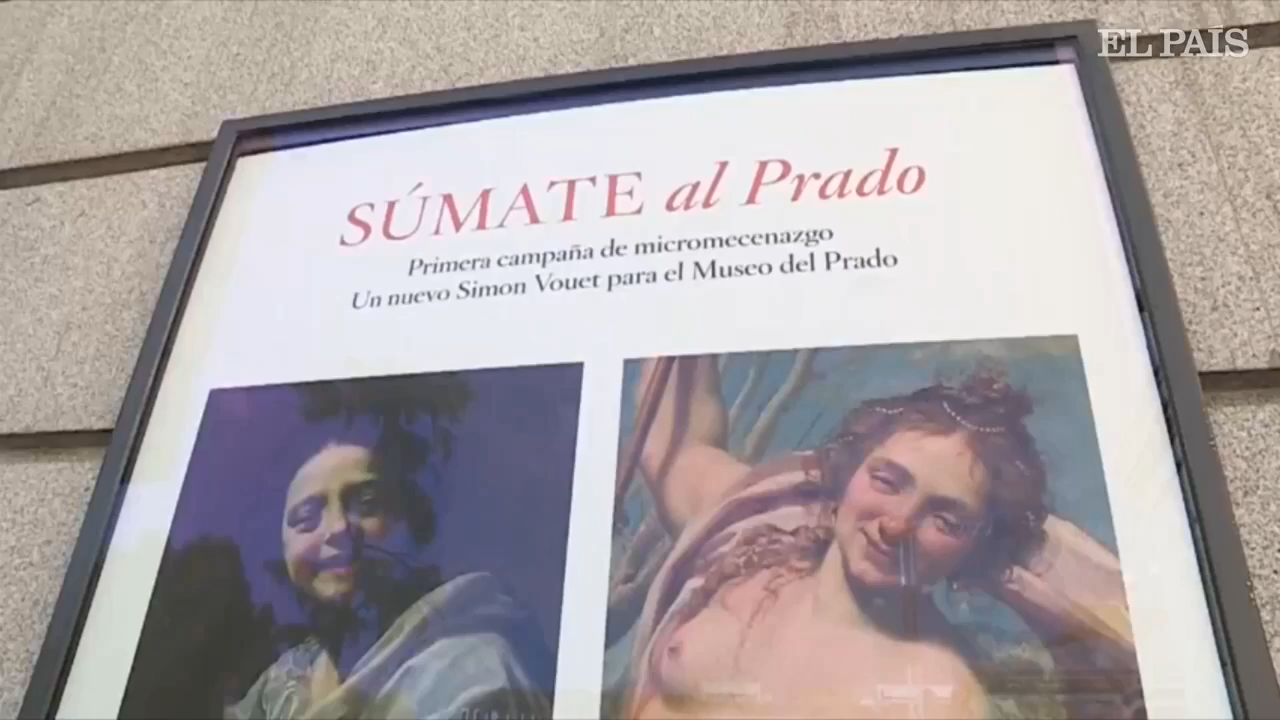 EL PAÍS
SÚMATE al Prado
Primera campaña de micromecenazgo
Un nuevo Simon Vouet para el Museo del Prado